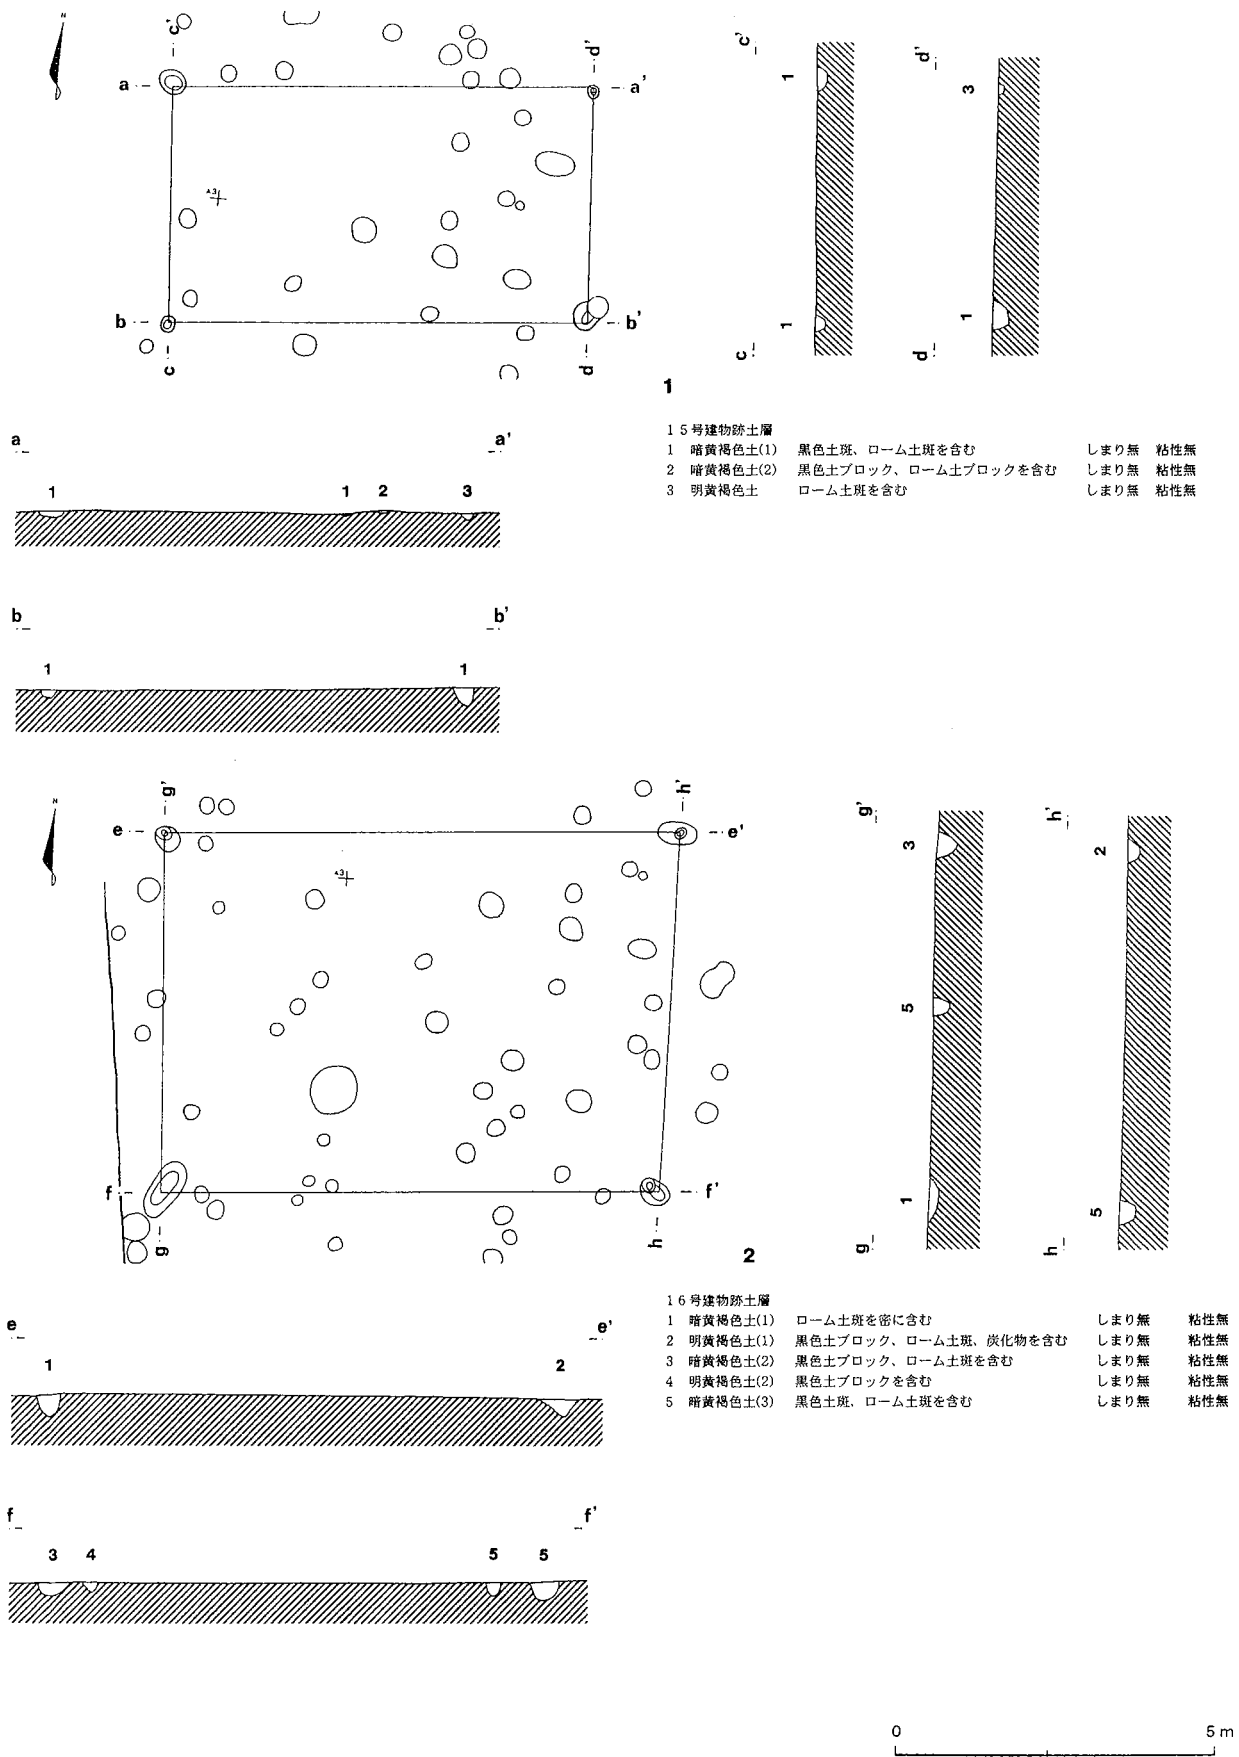 N
c'
d'
a
a'
A3
b
b'
c
d
c'
d'
1
3
1
1
c
d
1
15号建物跡土層
1 暗黄褐色土(1) 黒色土斑、ローム土斑を含む しまり無 粘性無
2 暗黄褐色土(2) 黒色土ブロック、ローム土ブロックを含む しまり無 粘性無
3 明黄褐色土 ローム土斑を含む しまり無 粘性無
a a'
1 1 2 3
b b'
1 1
N
g'
h'
e
e'
A3
f
f'
g
h
g'
h'
3
2
5
1
5
g
h
2
16号建物跡土層
1 暗黄褐色土(1) ローム土斑を密に含む しまり無 粘性無
2 明黄褐色土(1) 黒色土ブロック、ローム土斑、炭化物を含む しまり無 粘性無
3 暗黄褐色土(2) 黒色土ブロック、ローム土斑を含む しまり無 粘性無
4 明黄褐色土(2) 黒色土ブロックを含む しまり無 粘性無
5 暗黄褐色土(3) 黒色土斑、ローム土斑を含む しまり無 粘性無
e e'
1 2
f f'
3 4 5 5
0 5m